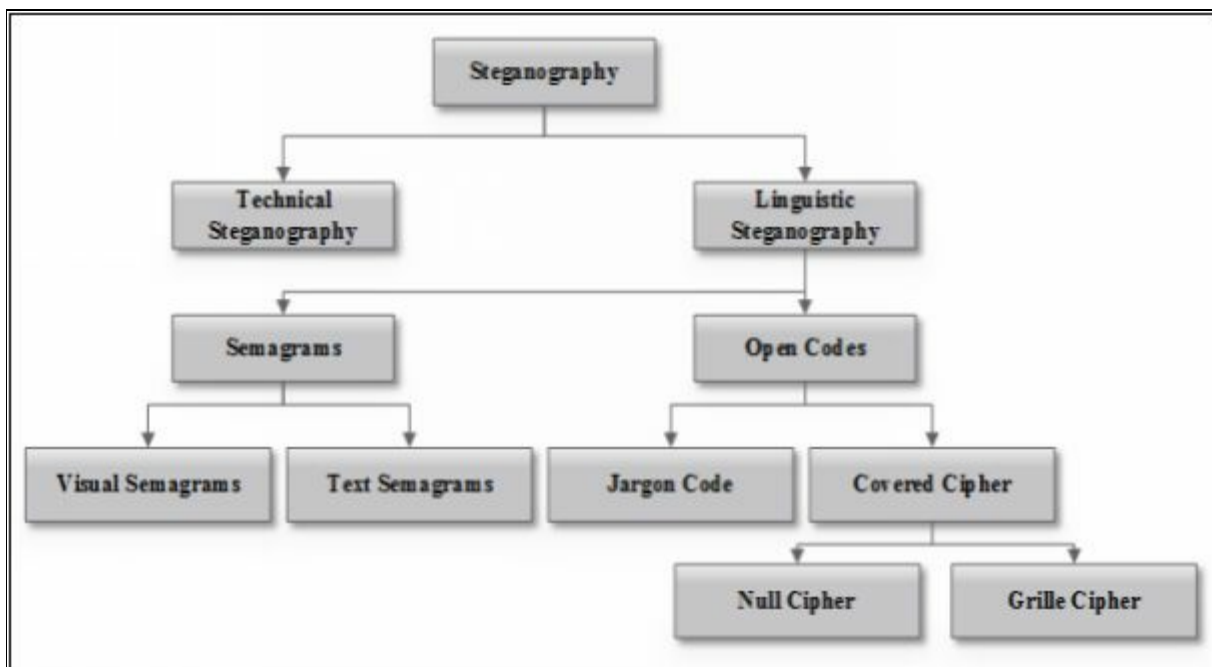 Steganography
Technical
Steganography
Linguistic
Steganography
Semagrams
Open Codes
Visual Semagrams
Text Semagrams
Jargon Code
Covered Cipher
Null Cipher
Grille Cipher